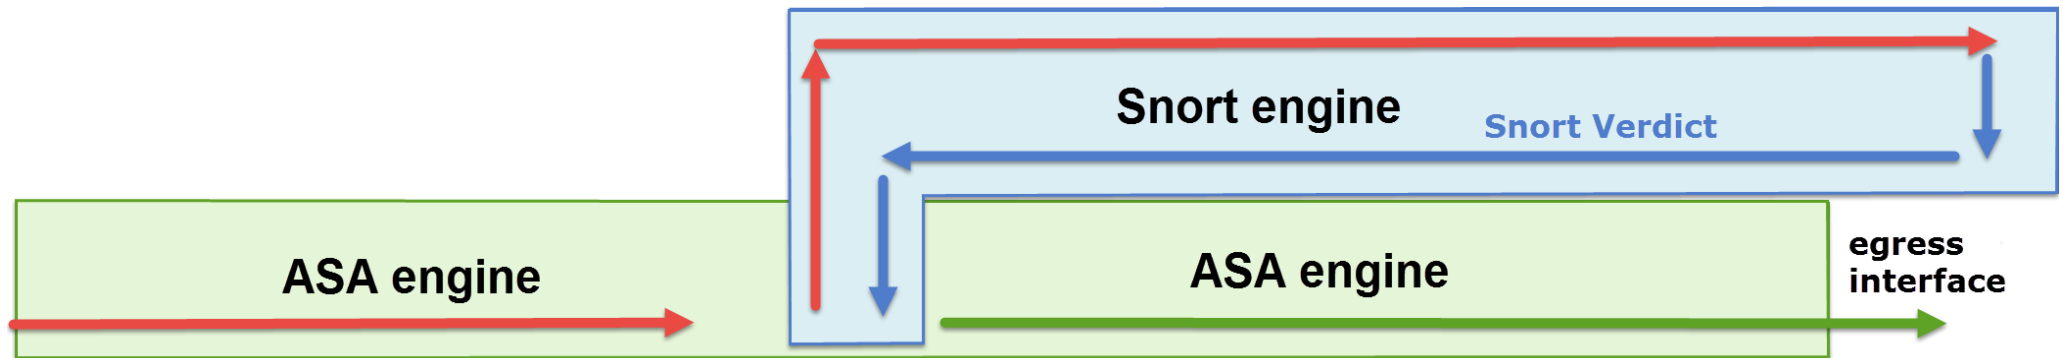 Snort engine
Snort Verdict
ASA engine
ASA engine
egress
interface